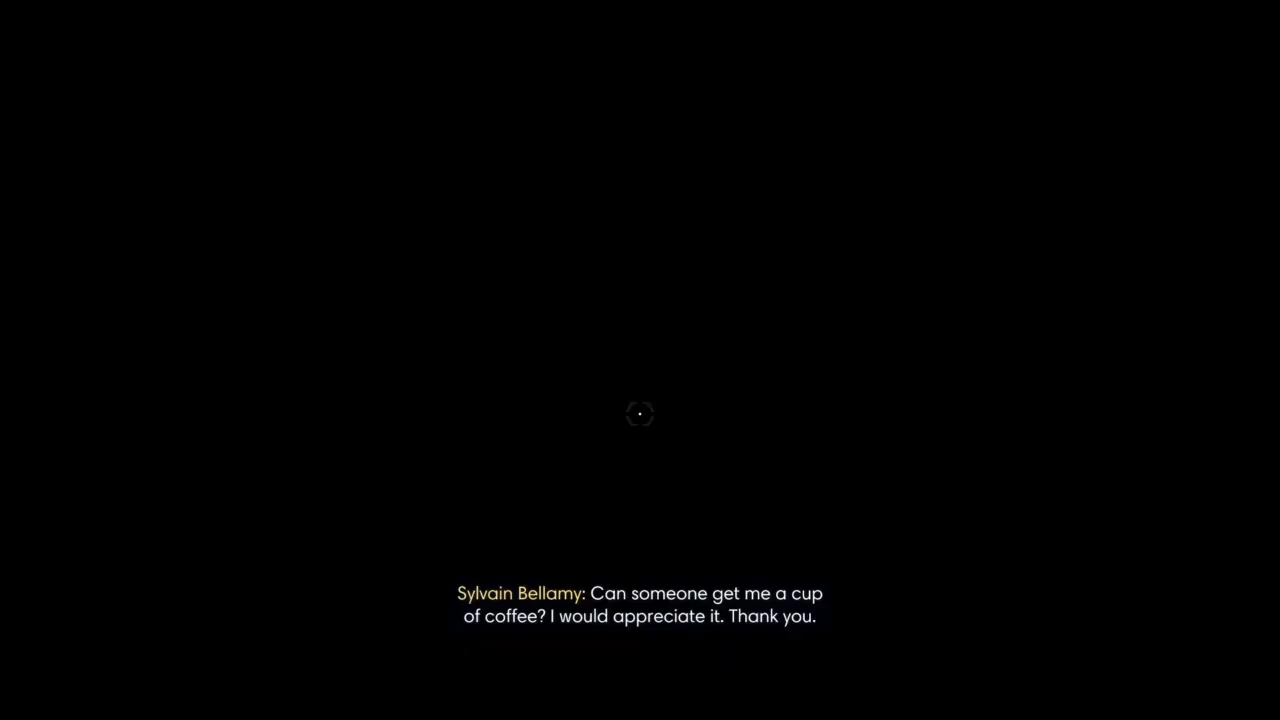 Sylvain Bellamy: Can someone get me a cup
of coffee? I would appreciate it. Thank you.